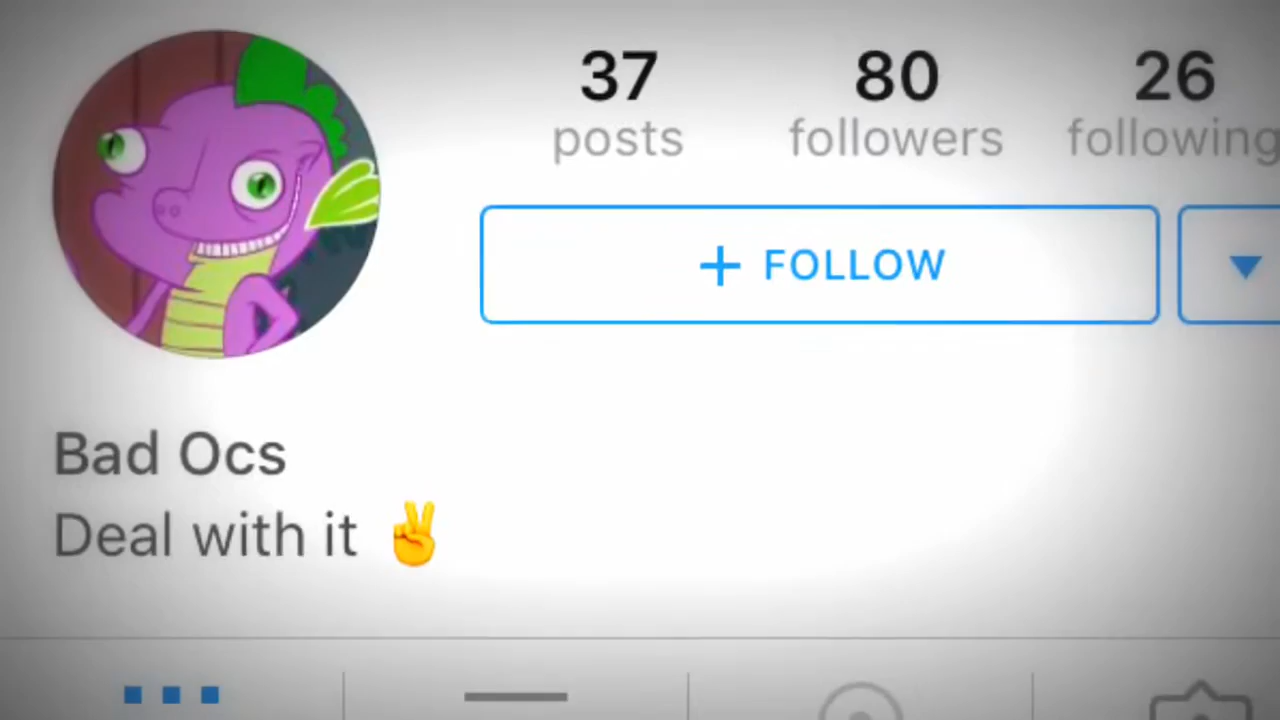 37 80 26
posts followers following
+ FOLLOW
Bad Ocs
Deal with it ✌